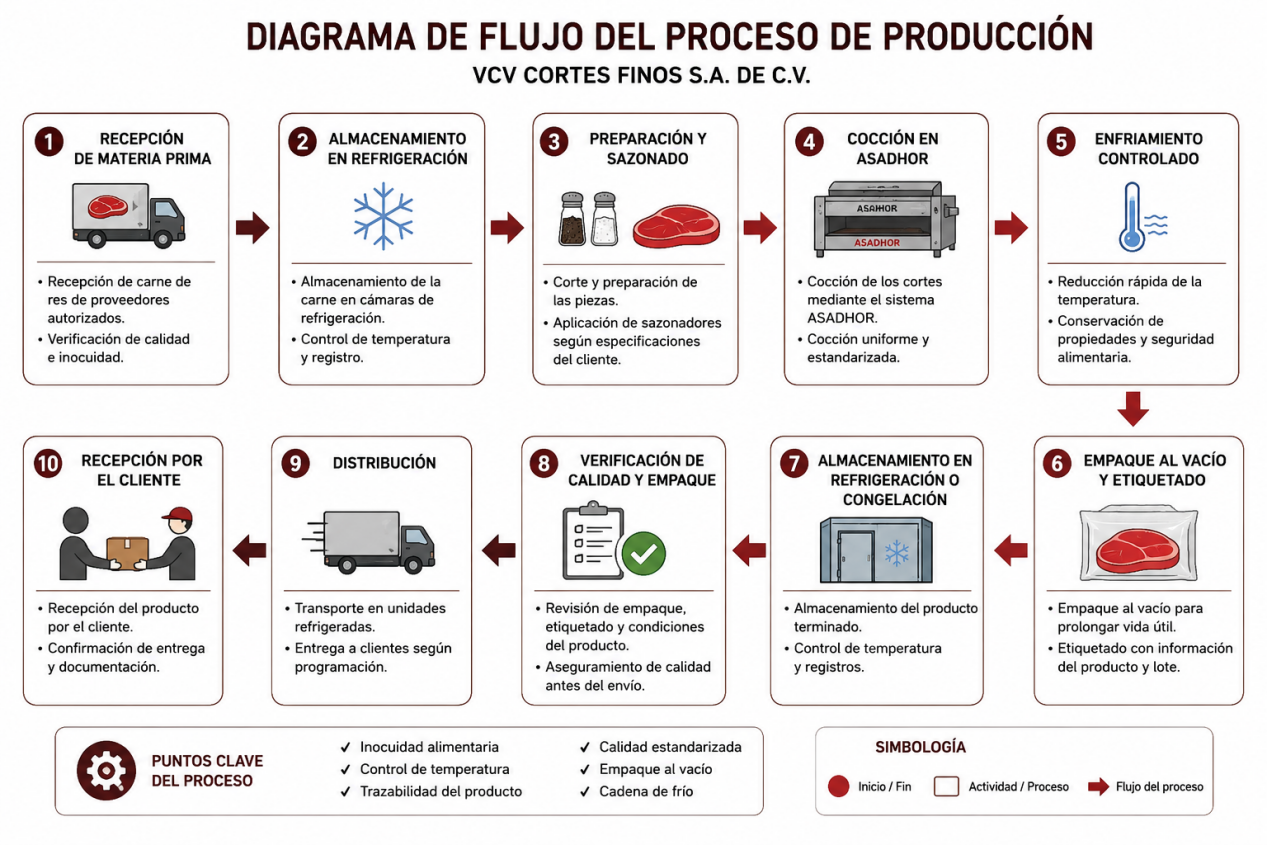 DIAGRAMA DE FLUJO DEL PROCESO DE PRODUCCIÓN
VCV CORTES FINOS S.A. DE C.V.
1
RECEPCIÓN
DE MATERIA PRIMA
• Recepción de carne de
res de proveedores
autorizados.
• Verificación de calidad
e inocuidad.
2
ALMACENAMIENTO
EN REFRIGERACIÓN
• Almacenamiento de la
carne en cámaras de
refrigeración.
• Control de temperatura
y registro.
3
PREPARACIÓN Y
SAZONADO
• Corte y preparación de
las piezas.
• Aplicación de sazonadores
según especificaciones
del cliente.
4
COCCIÓN EN
ASADHOR
ASADHOR
• Cocción de los cortes
mediante el sistema
ASADHOR.
• Cocción uniforme y
estandarizada.
5
ENFRIAMIENTO
CONTROLADO
• Reducción rápida de la
temperatura.
• Conservación de
propiedades y seguridad
alimentaria.
10
RECEPCIÓN POR
EL CLIENTE
• Recepción del producto
por el cliente.
• Confirmación de entrega
y documentación.
9
DISTRIBUCIÓN
• Transporte en unidades
refrigeradas.
• Entrega a clientes según
programación.
8
VERIFICACIÓN DE
CALIDAD Y EMPAQUE
• Revisión de empaque,
etiquetado y condiciones
del producto.
• Aseguramiento de calidad
antes del envío.
7
ALMACENAMIENTO EN
REFRIGERACIÓN O
CONGELACIÓN
• Almacenamiento del producto
terminado.
• Control de temperatura
y registros.
6
EMPAQUE AL VACÍO
Y ETIQUETADO
• Empaque al vacío para
prolongar vida útil.
• Etiquetado con información
del producto y lote.
PUNTOS CLAVE
DEL PROCESO
✓ Inocuidad alimentaria
✓ Control de temperatura
✓ Trazabilidad del producto
✓ Calidad estandarizada
✓ Empaque al vacío
✓ Cadena de frío
SIMBOLOGÍA
Inicio / Fin
Actividad / Proceso
Flujo del proceso